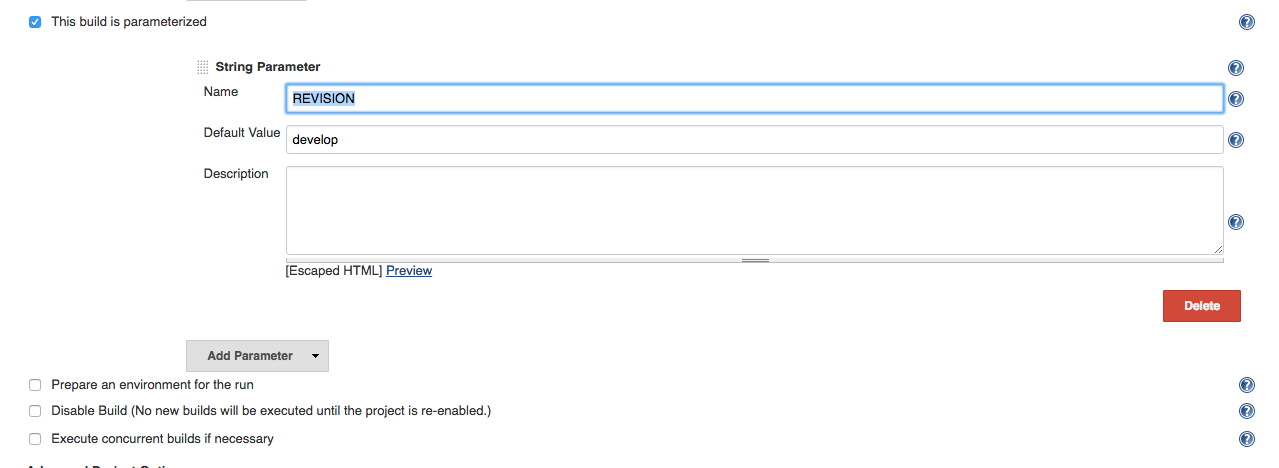 This build is parameterized
String Parameter
Name
REVISION
Default Value
develop
Description
[Escaped HTML] Preview
Delete
Add Parameter
Prepare an environment for the run
Disable Build (No new builds will be executed until the project is re-enabled.)
Execute concurrent builds if necessary